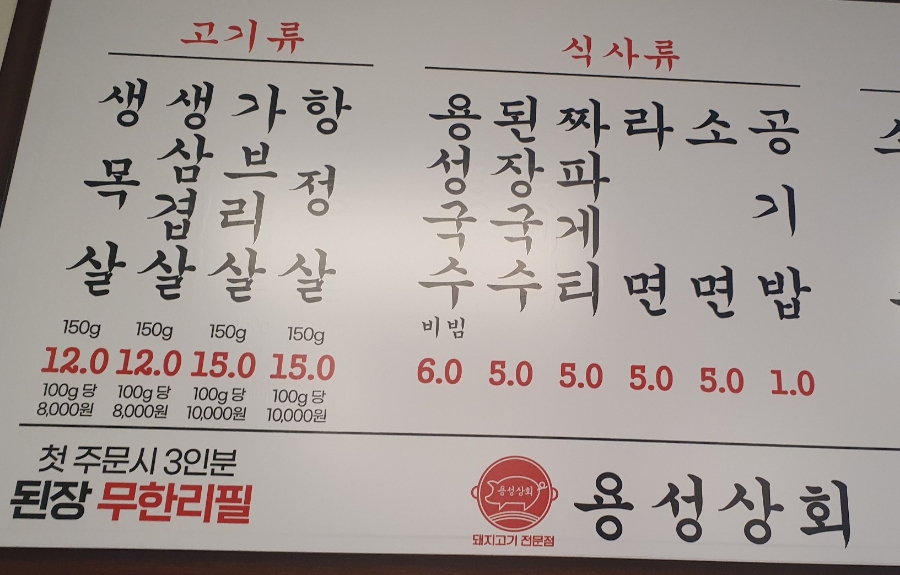 고기류
생목살
생삼겹살
가브리살
항정살
150g 150g 150g 150g
12.0 12.0 15.0 15.0
100g 당 100g 당 100g 당 100g 당
8,000원 8,000원 10,000원 10,000원
식사류
용성국수
비빔
된장국수
짜파게티
라면
소면
공기밥
6.0 5.0 5.0 5.0 5.0 1.0
첫 주문시 3인분
된장 무한리필
용성상회
돼지고기 전문점
용성상회